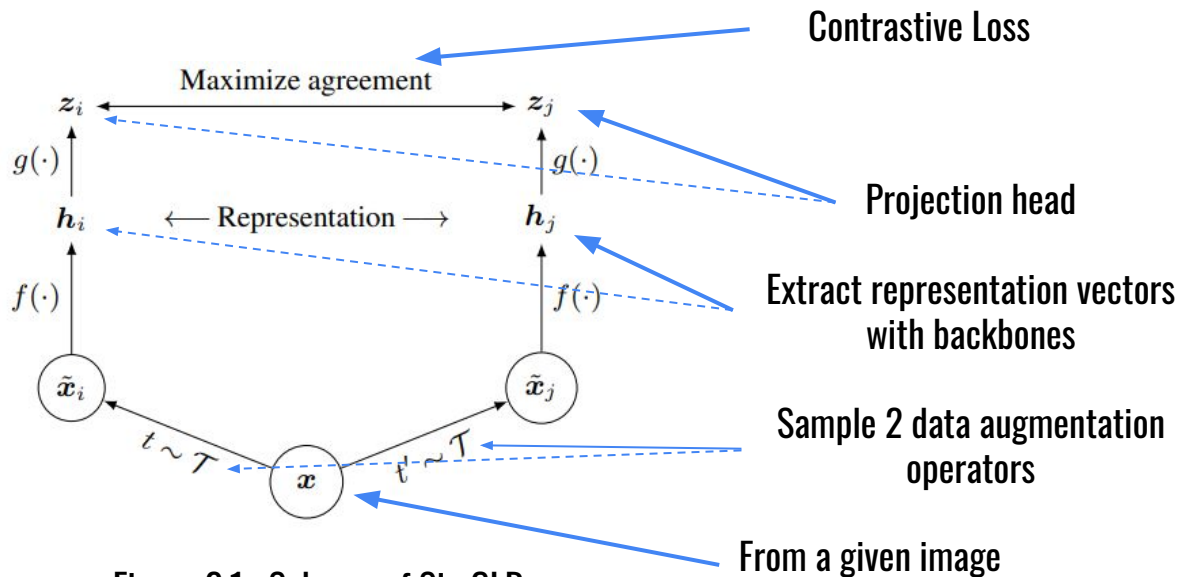 Contrastive Loss
Maximize agreement
z_i z_j
g(·) g(·)
Projection head
h_i ⟵ Representation ⟶ h_j
Extract representation vectors
with backbones
f(·) f(·)
x̃_i x̃_j
Sample 2 data augmentation
operators
t ∼ 𝒯 t′ ∼ 𝒯
x
From a given image